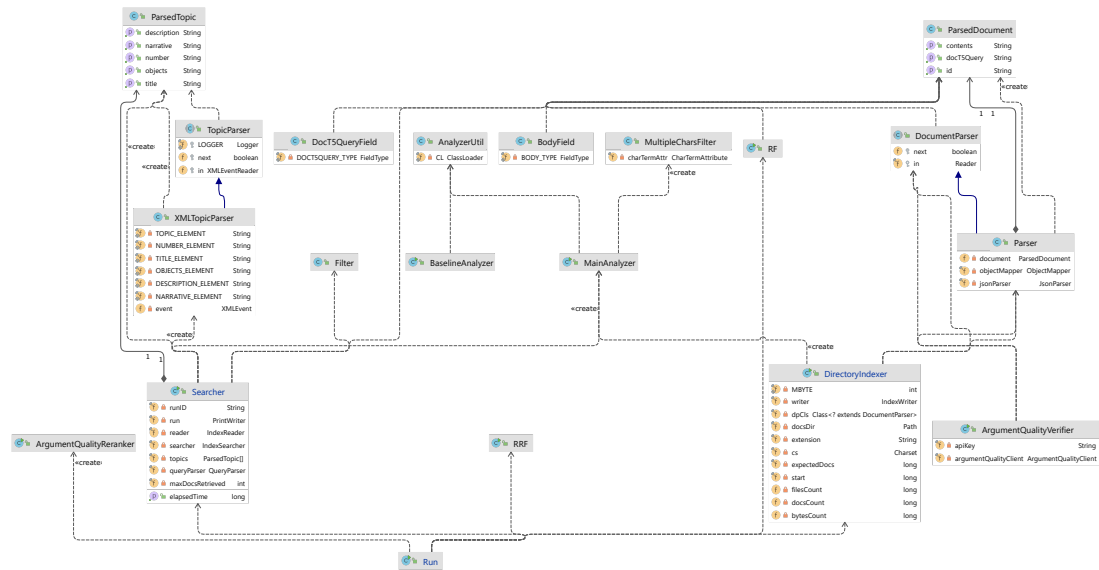 ParsedTopic
description String
narrative String
number String
objects String
title String
ParsedDocument
contents String
docT5Query String
id String
«create»
1 1
TopicParser
LOGGER Logger
next boolean
in XMLEventReader
DocT5QueryField
DOCT5QUERY_TYPE FieldType
AnalyzerUtil
CL ClassLoader
BodyField
BODY_TYPE FieldType
MultipleCharsFilter
charTermAttr CharTermAttribute
RF
DocumentParser
next boolean
in Reader
«create»
«create»
«create»
XMLTopicParser
TOPIC_ELEMENT String
NUMBER_ELEMENT String
TITLE_ELEMENT String
OBJECTS_ELEMENT String
DESCRIPTION_ELEMENT String
NARRATIVE_ELEMENT String
event XMLEvent
Filter
BaselineAnalyzer
MainAnalyzer
Parser
document ParsedDocument
objectMapper ObjectMapper
jsonParser JsonParser
«create»
«create»
«create»
1 1
Searcher
runID String
run PrintWriter
reader IndexReader
searcher IndexSearcher
topics ParsedTopic[]
queryParser QueryParser
maxDocsRetrieved int
elapsedTime long
DirectoryIndexer
MBYTE int
writer IndexWriter
dpCls Class<? extends DocumentParser>
docsDir Path
extension String
cs Charset
expectedDocs long
start long
filesCount long
docsCount long
bytesCount long
ArgumentQualityReranker
RRF
ArgumentQualityVerifier
apiKey String
argumentQualityClient ArgumentQualityClient
«create»
Run